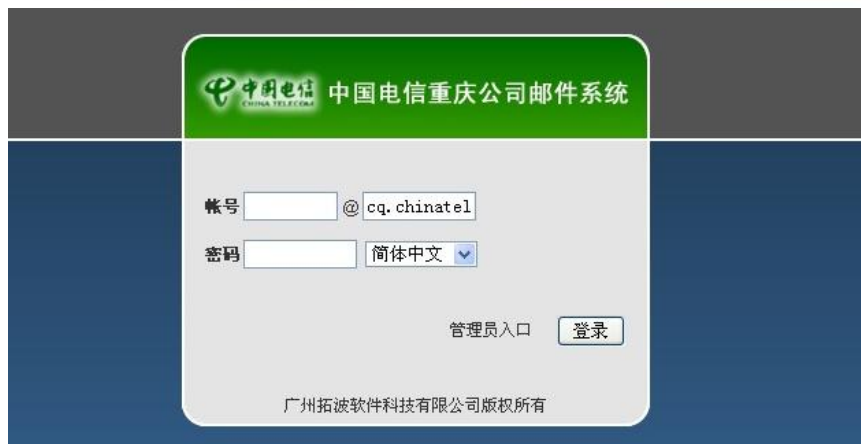 中国电信 CHINA TELECOM 中国电信重庆公司邮件系统
帐号 @ cq.chinatel
密码 简体中文
管理员入口 登录
广州拓波软件科技有限公司版权所有